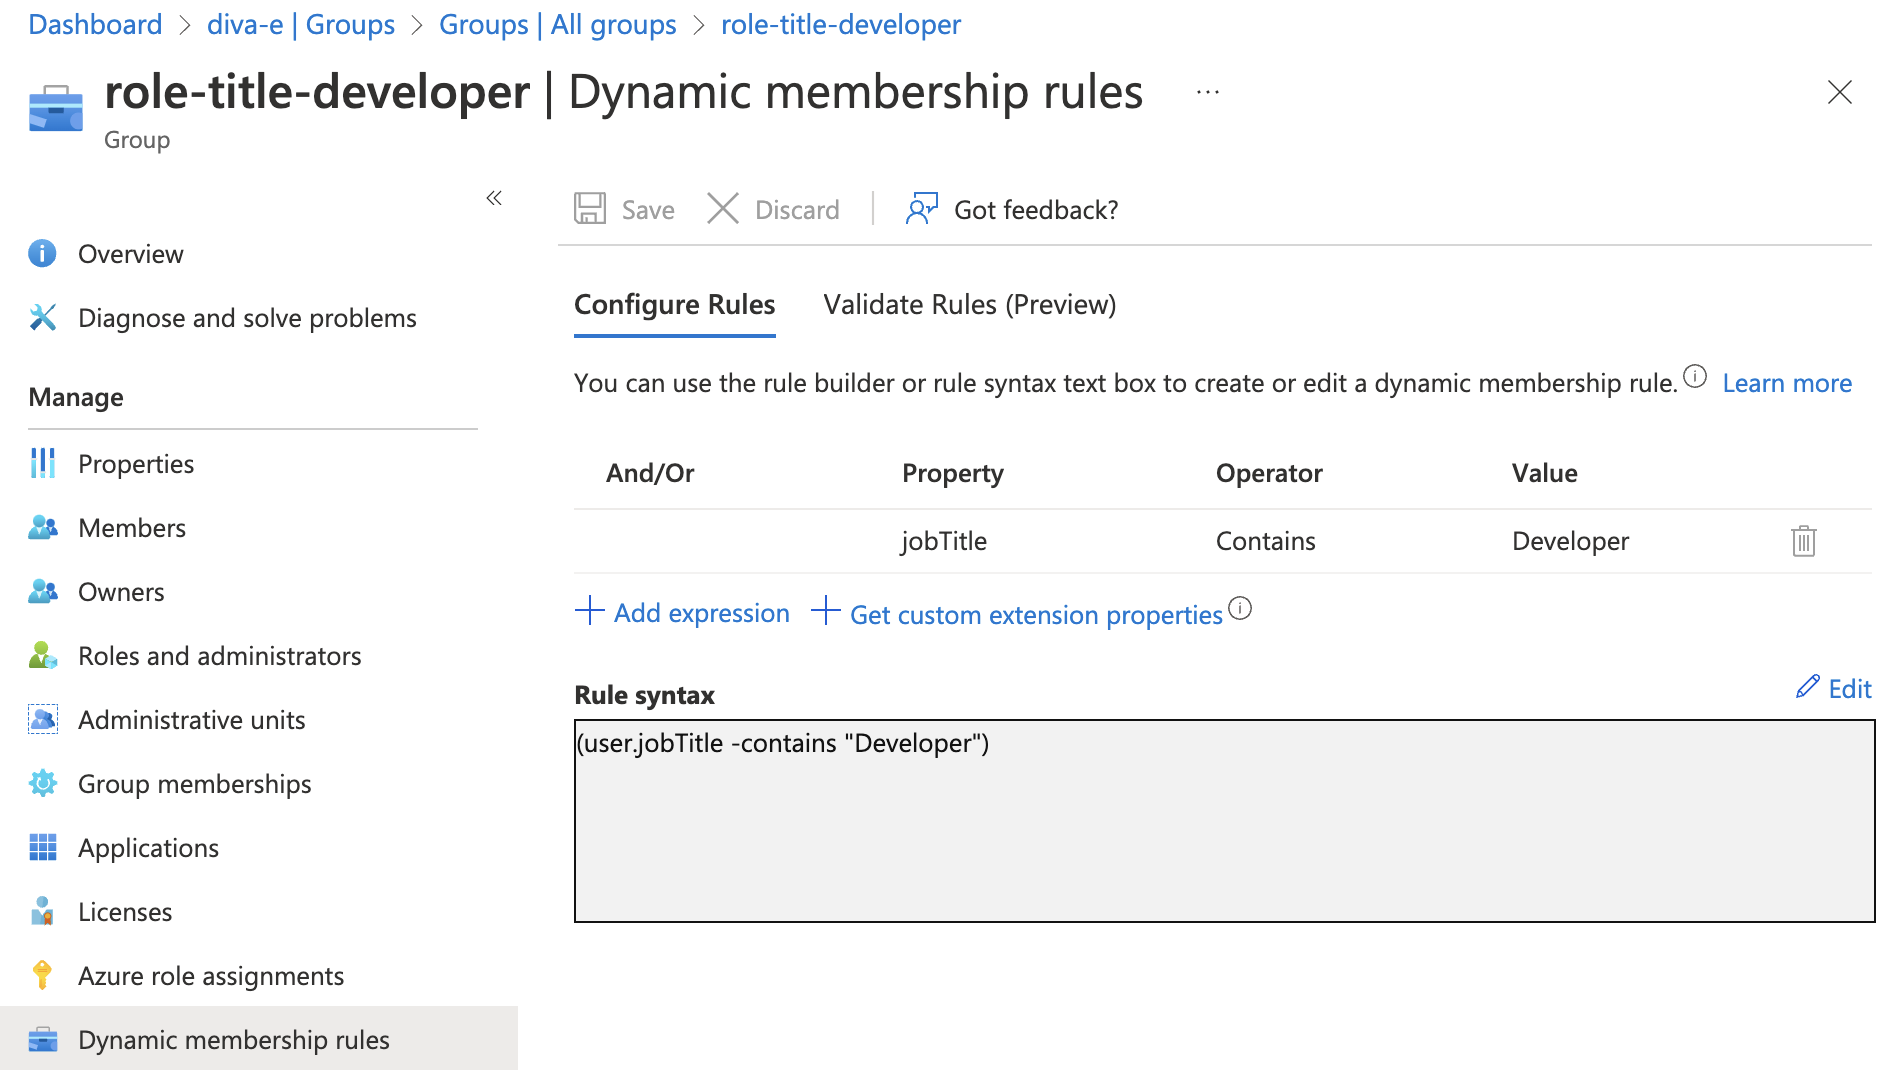 Dashboard > diva-e | Groups > Groups | All groups > role-title-developer
role-title-developer | Dynamic membership rules ...
Group
«
Overview
Diagnose and solve problems
Manage
Properties
Members
Owners
Roles and administrators
Administrative units
Group memberships
Applications
Licenses
Azure role assignments
Dynamic membership rules
Save Discard | Got feedback?
Configure Rules Validate Rules (Preview)
You can use the rule builder or rule syntax text box to create or edit a dynamic membership rule. Learn more
And/Or Property Operator Value
jobTitle Contains Developer
+ Add expression + Get custom extension properties
Rule syntax Edit
(user.jobTitle -contains "Developer")